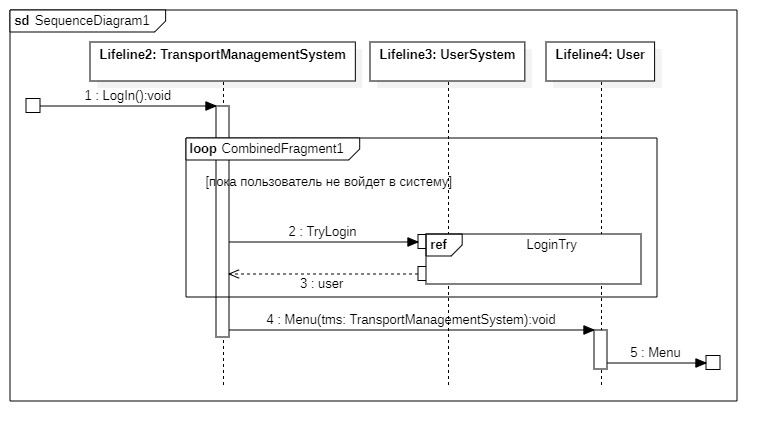 sd SequenceDiagram1
Lifeline2: TransportManagementSystem
Lifeline3: UserSystem
Lifeline4: User
1 : LogIn():void
loop CombinedFragment1
[пока пользователь не войдет в систему]
2 : TryLogin
ref
LoginTry
3 : user
4 : Menu(tms: TransportManagementSystem):void
5 : Menu